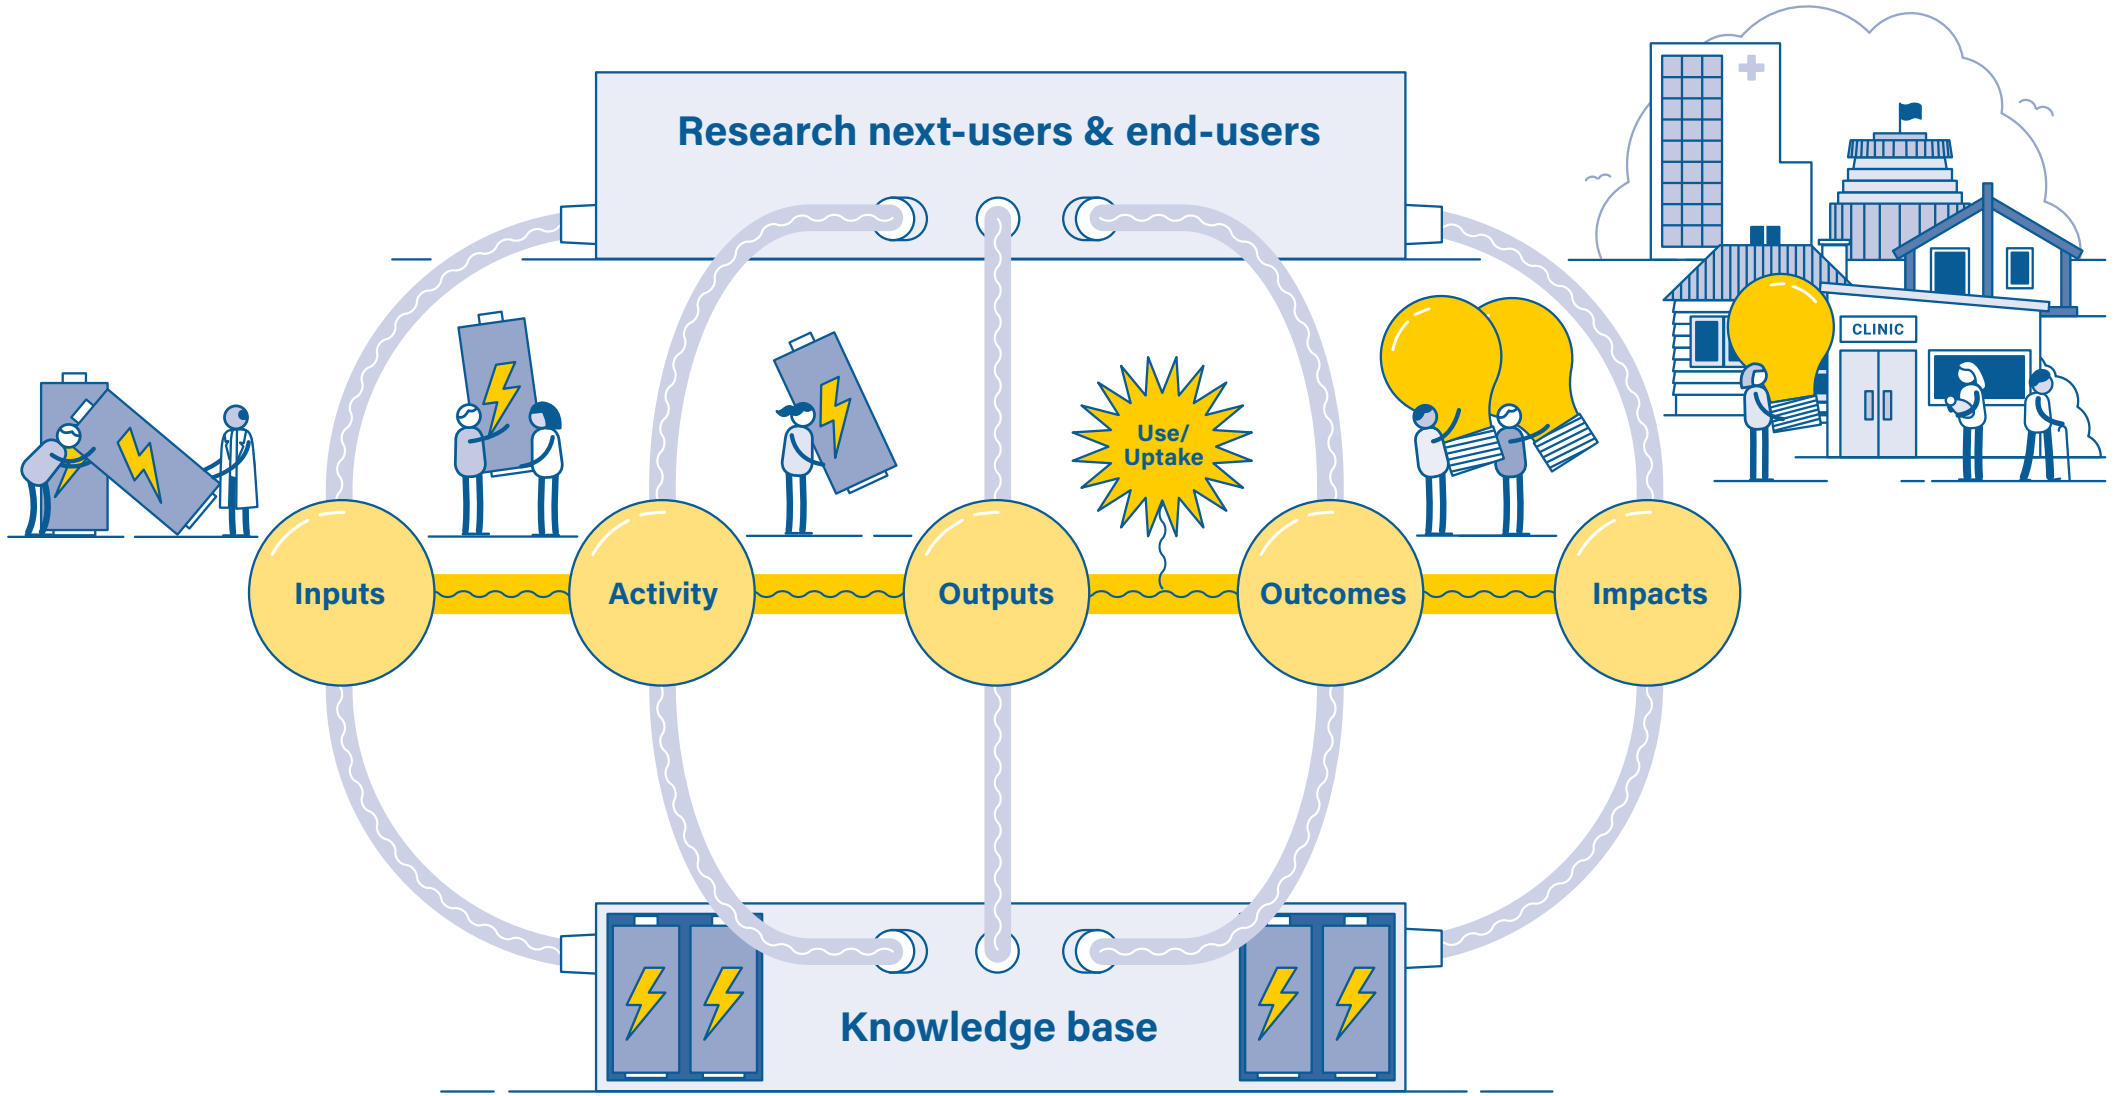 Research next-users & end-users
CLINIC
Use/
Uptake
Inputs
Activity
Outputs
Outcomes
Impacts
Knowledge base